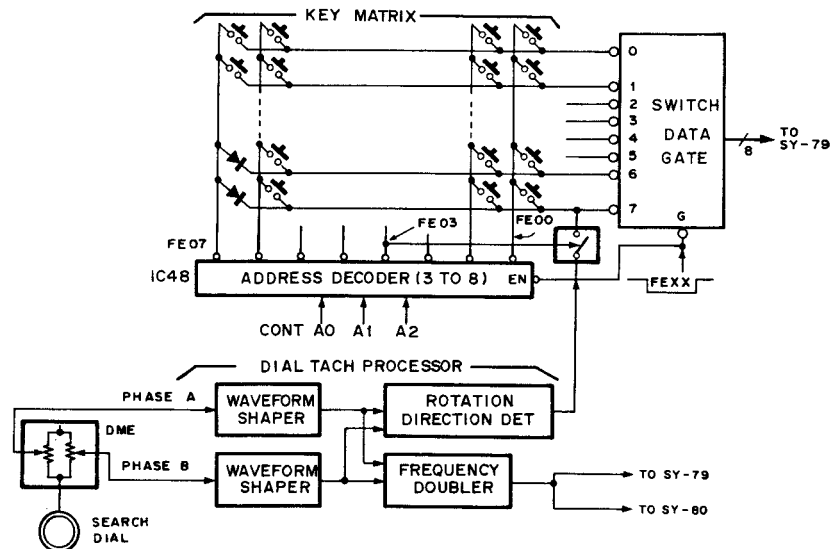 KEY MATRIX
0
1
2
3
4
5
6
7
SWITCH
DATA
GATE
G
8
TO
SY-79
FE07
FE03
FE00
FEXX
IC48
ADDRESS DECODER (3 TO 8)
EN
CONT A0
A1
A2
DIAL TACH PROCESSOR
PHASE A
WAVEFORM
SHAPER
ROTATION
DIRECTION DET
DME
PHASE B
WAVEFORM
SHAPER
FREQUENCY
DOUBLER
TO SY-79
TO SY-80
SEARCH
DIAL